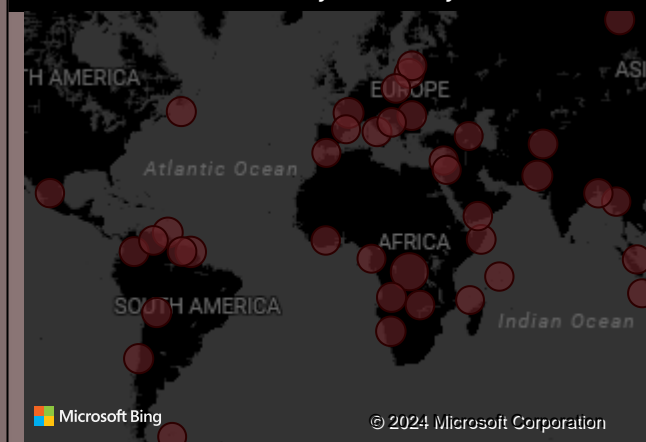 TH AMERICA
ASI
EUROPE
Atlantic Ocean
AFRICA
SOUTH AMERICA
Indian Ocean
Microsoft Bing
© 2024 Microsoft Corporation